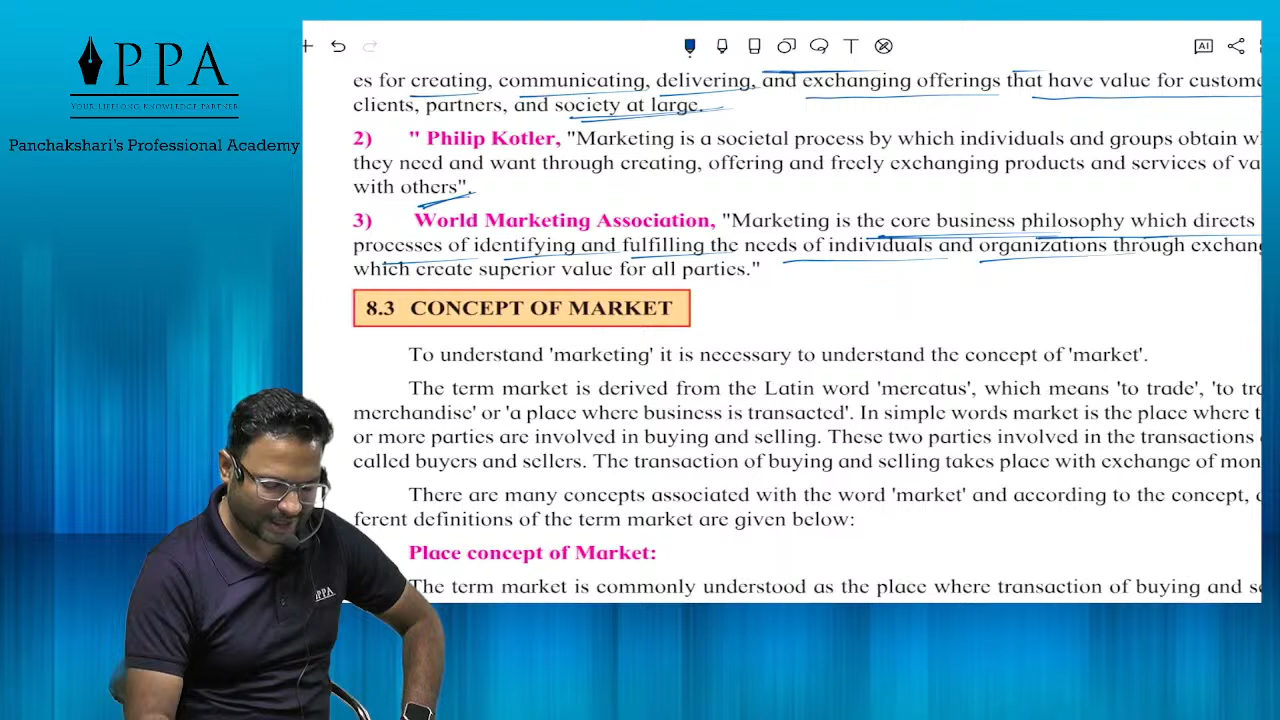 PPA
YOUR LIFELONG KNOWLEDGE PARTNER
Panchakshari's Professional Academy
AI
es for creating, communicating, delivering, and exchanging offerings that have value for custome
clients, partners, and society at large.
2) " Philip Kotler, "Marketing is a societal process by which individuals and groups obtain wh
they need and want through creating, offering and freely exchanging products and services of va
with others".
3) World Marketing Association, "Marketing is the core business philosophy which directs
processes of identifying and fulfilling the needs of individuals and organizations through exchang
which create superior value for all parties."
8.3 CONCEPT OF MARKET
To understand 'marketing' it is necessary to understand the concept of 'market'.
The term market is derived from the Latin word 'mercatus', which means 'to trade', 'to tra
merchandise' or 'a place where business is transacted'. In simple words market is the place where t
or more parties are involved in buying and selling. These two parties involved in the transactions
called buyers and sellers. The transaction of buying and selling takes place with exchange of mon
There are many concepts associated with the word 'market' and according to the concept, d
ferent definitions of the term market are given below:
Place concept of Market:
The term market is commonly understood as the place where transaction of buying and se
PPA